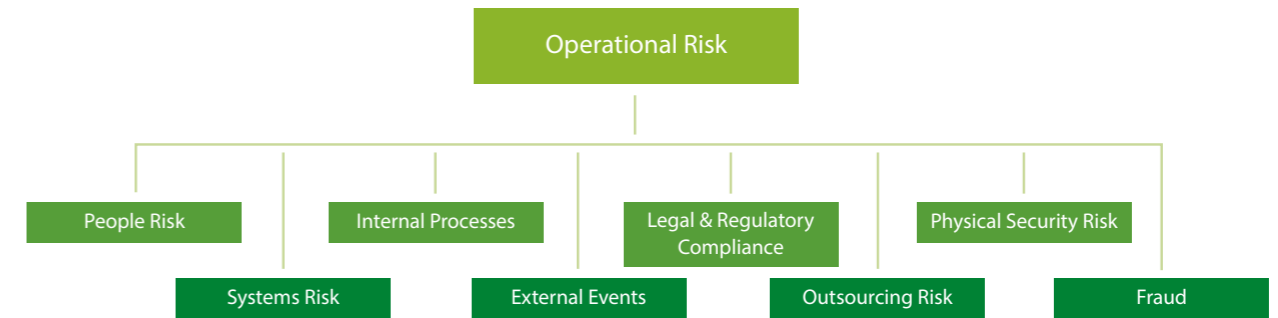 Operational Risk
People Risk
Internal Processes
Legal & Regulatory
Compliance
Physical Security Risk
Systems Risk
External Events
Outsourcing Risk
Fraud